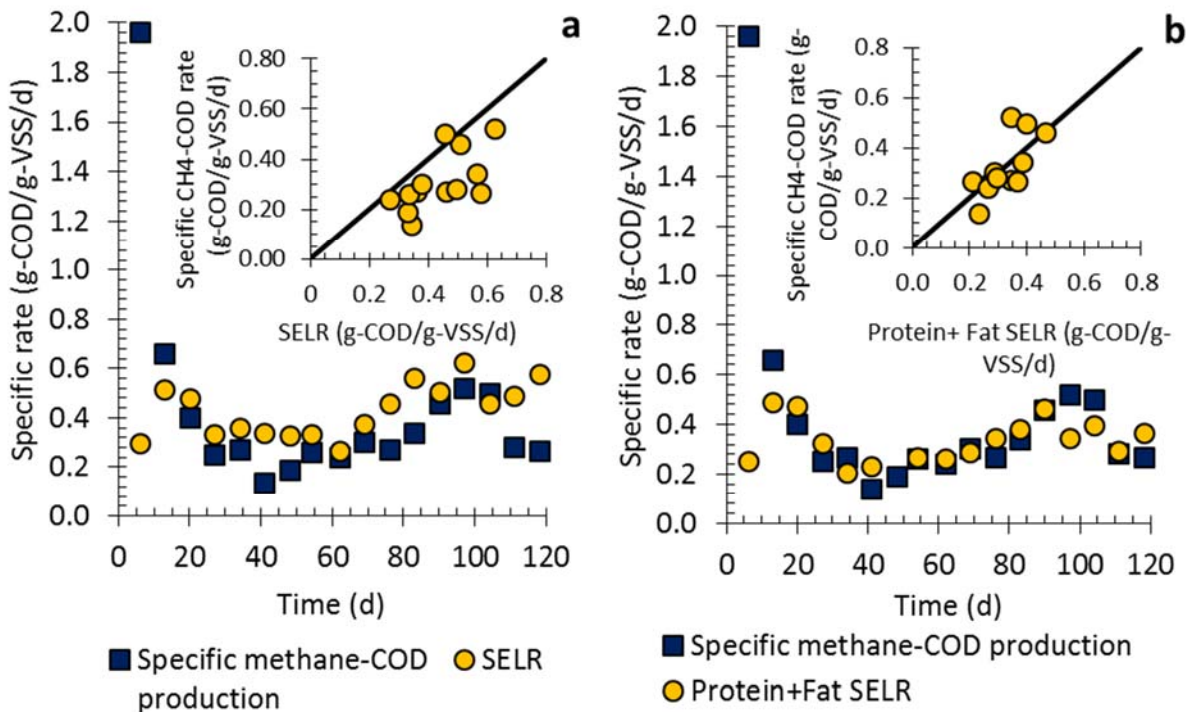 a
Specific rate (g-COD/g-VSS/d)
2.0
1.8
1.6
1.4
1.2
1.0
0.8
0.6
0.4
0.2
0.0
0 20 40 60 80 100 120
Time (d)
Specific CH4-COD rate
(g-COD/g-VSS/d)
0.80
0.60
0.40
0.20
0.00
0 0.2 0.4 0.6 0.8
SELR (g-COD/g-VSS/d)
Specific methane-COD
production
SELR
b
Specific rate (g-COD/g-VSS/d)
2.0
1.8
1.6
1.4
1.2
1.0
0.8
0.6
0.4
0.2
0.0
0 20 40 60 80 100 120
Time (d)
Specific CH4-COD rate (g-
COD/g-VSS/d)
0.8
0.6
0.4
0.2
0.0
0.0 0.2 0.4 0.6 0.8
Protein+ Fat SELR (g-COD/g-
VSS/d)
Specific methane-COD production
Protein+Fat SELR